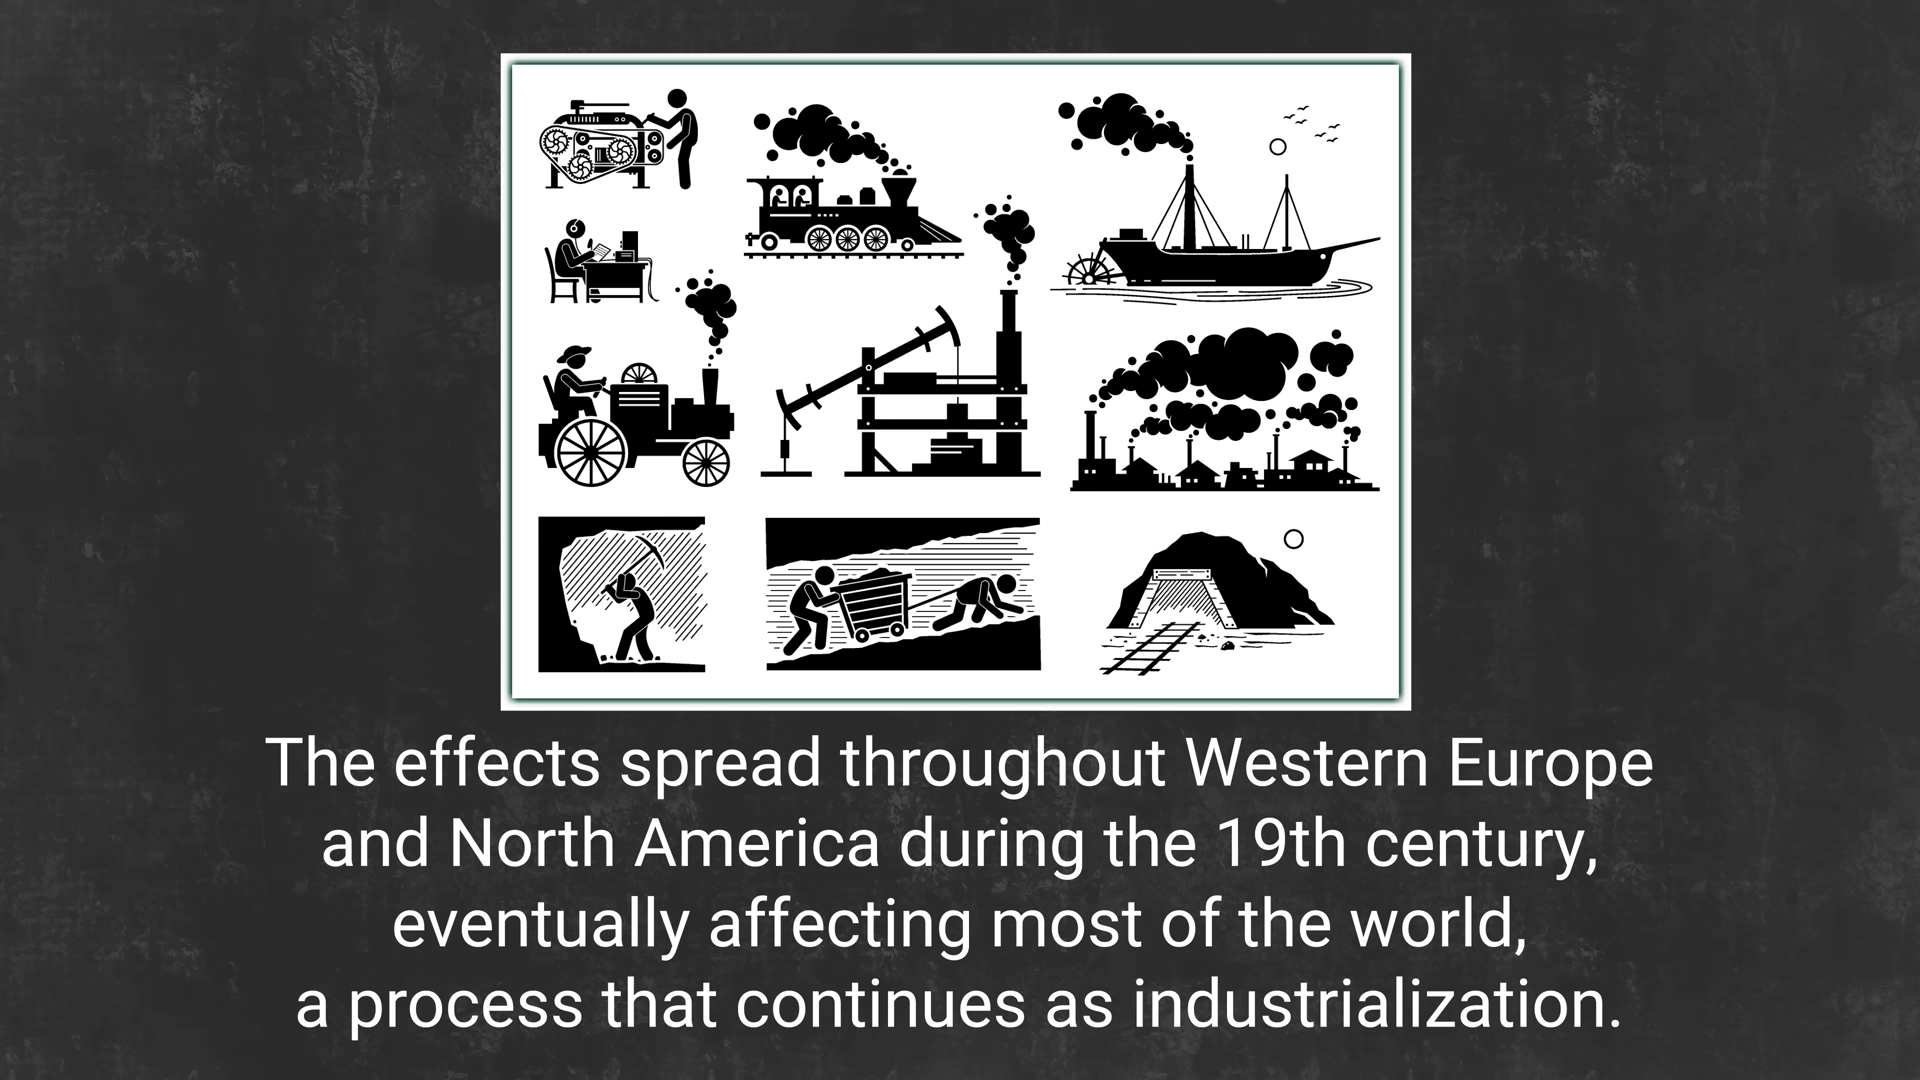 The effects spread throughout Western Europe
and North America during the 19th century,
eventually affecting most of the world,
a process that continues as industrialization.